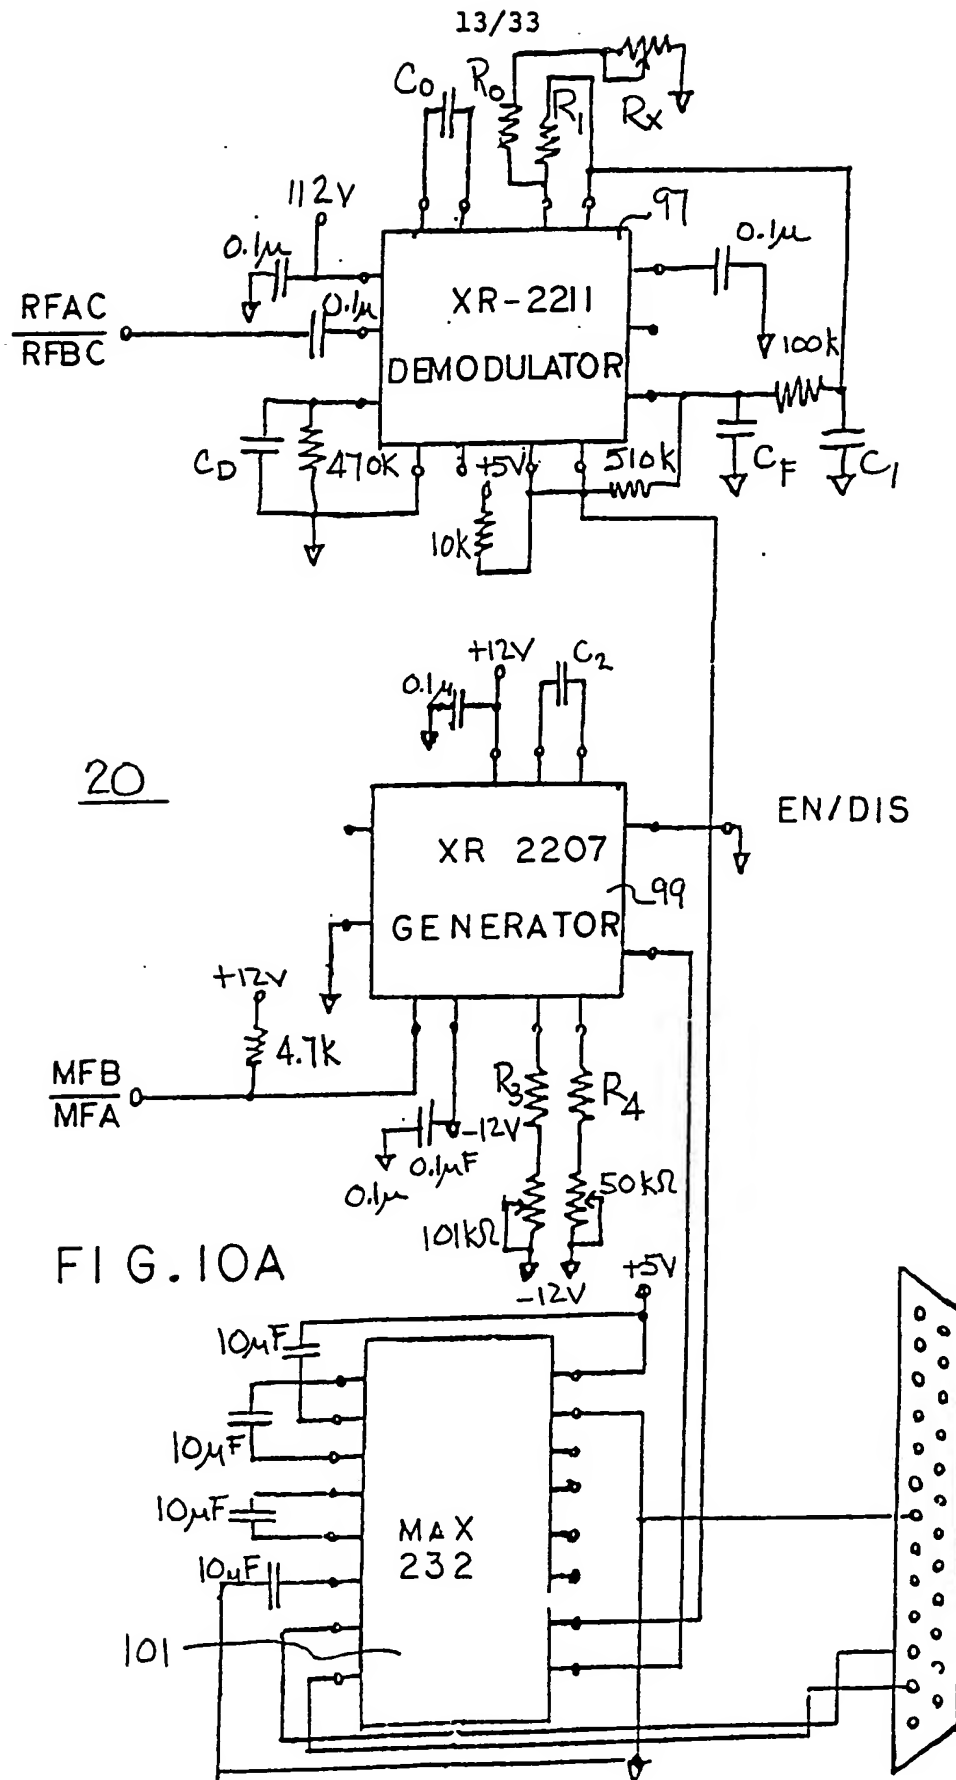 13/33
C₀
R₀
R₁
Rx
112V
97
0.1μ
0.1μ
XR-2211
RFAC
RFBC
0.1μ
100k
DEMODULATOR
CD
470k
+5V
510k
CF
C₁
10k
+12V
C₂
0.1μ
20
EN/DIS
XR 2207
99
GENERATOR
+12V
4.7K
MFB
MFA
R₃
R₄
-12V
0.1μF
0.1μ
50kΩ
101kΩ
FIG.10A
-12V
+5V
10μF
10μF
10μF
MAX
232
10μF
101